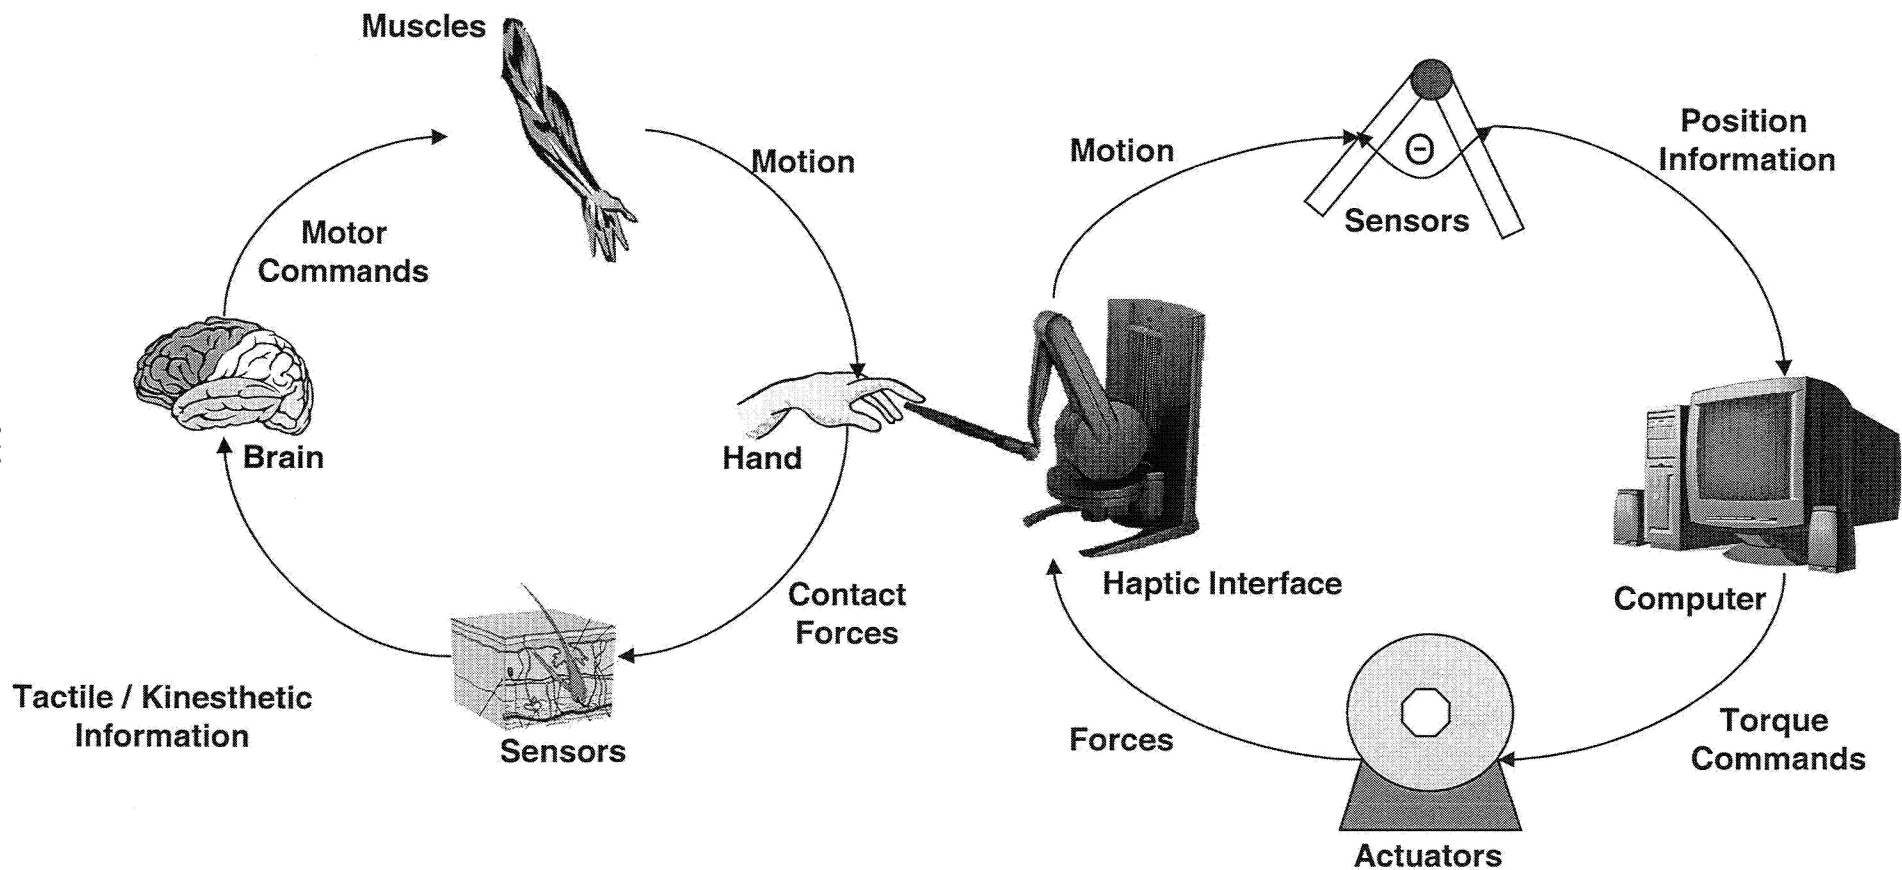 Muscles
Motion
Motor
Commands
Brain
Hand
Contact
Forces
Tactile / Kinesthetic
Information
Sensors
Motion
Θ
Sensors
Position
Information
Haptic Interface
Computer
Forces
Torque
Commands
Actuators